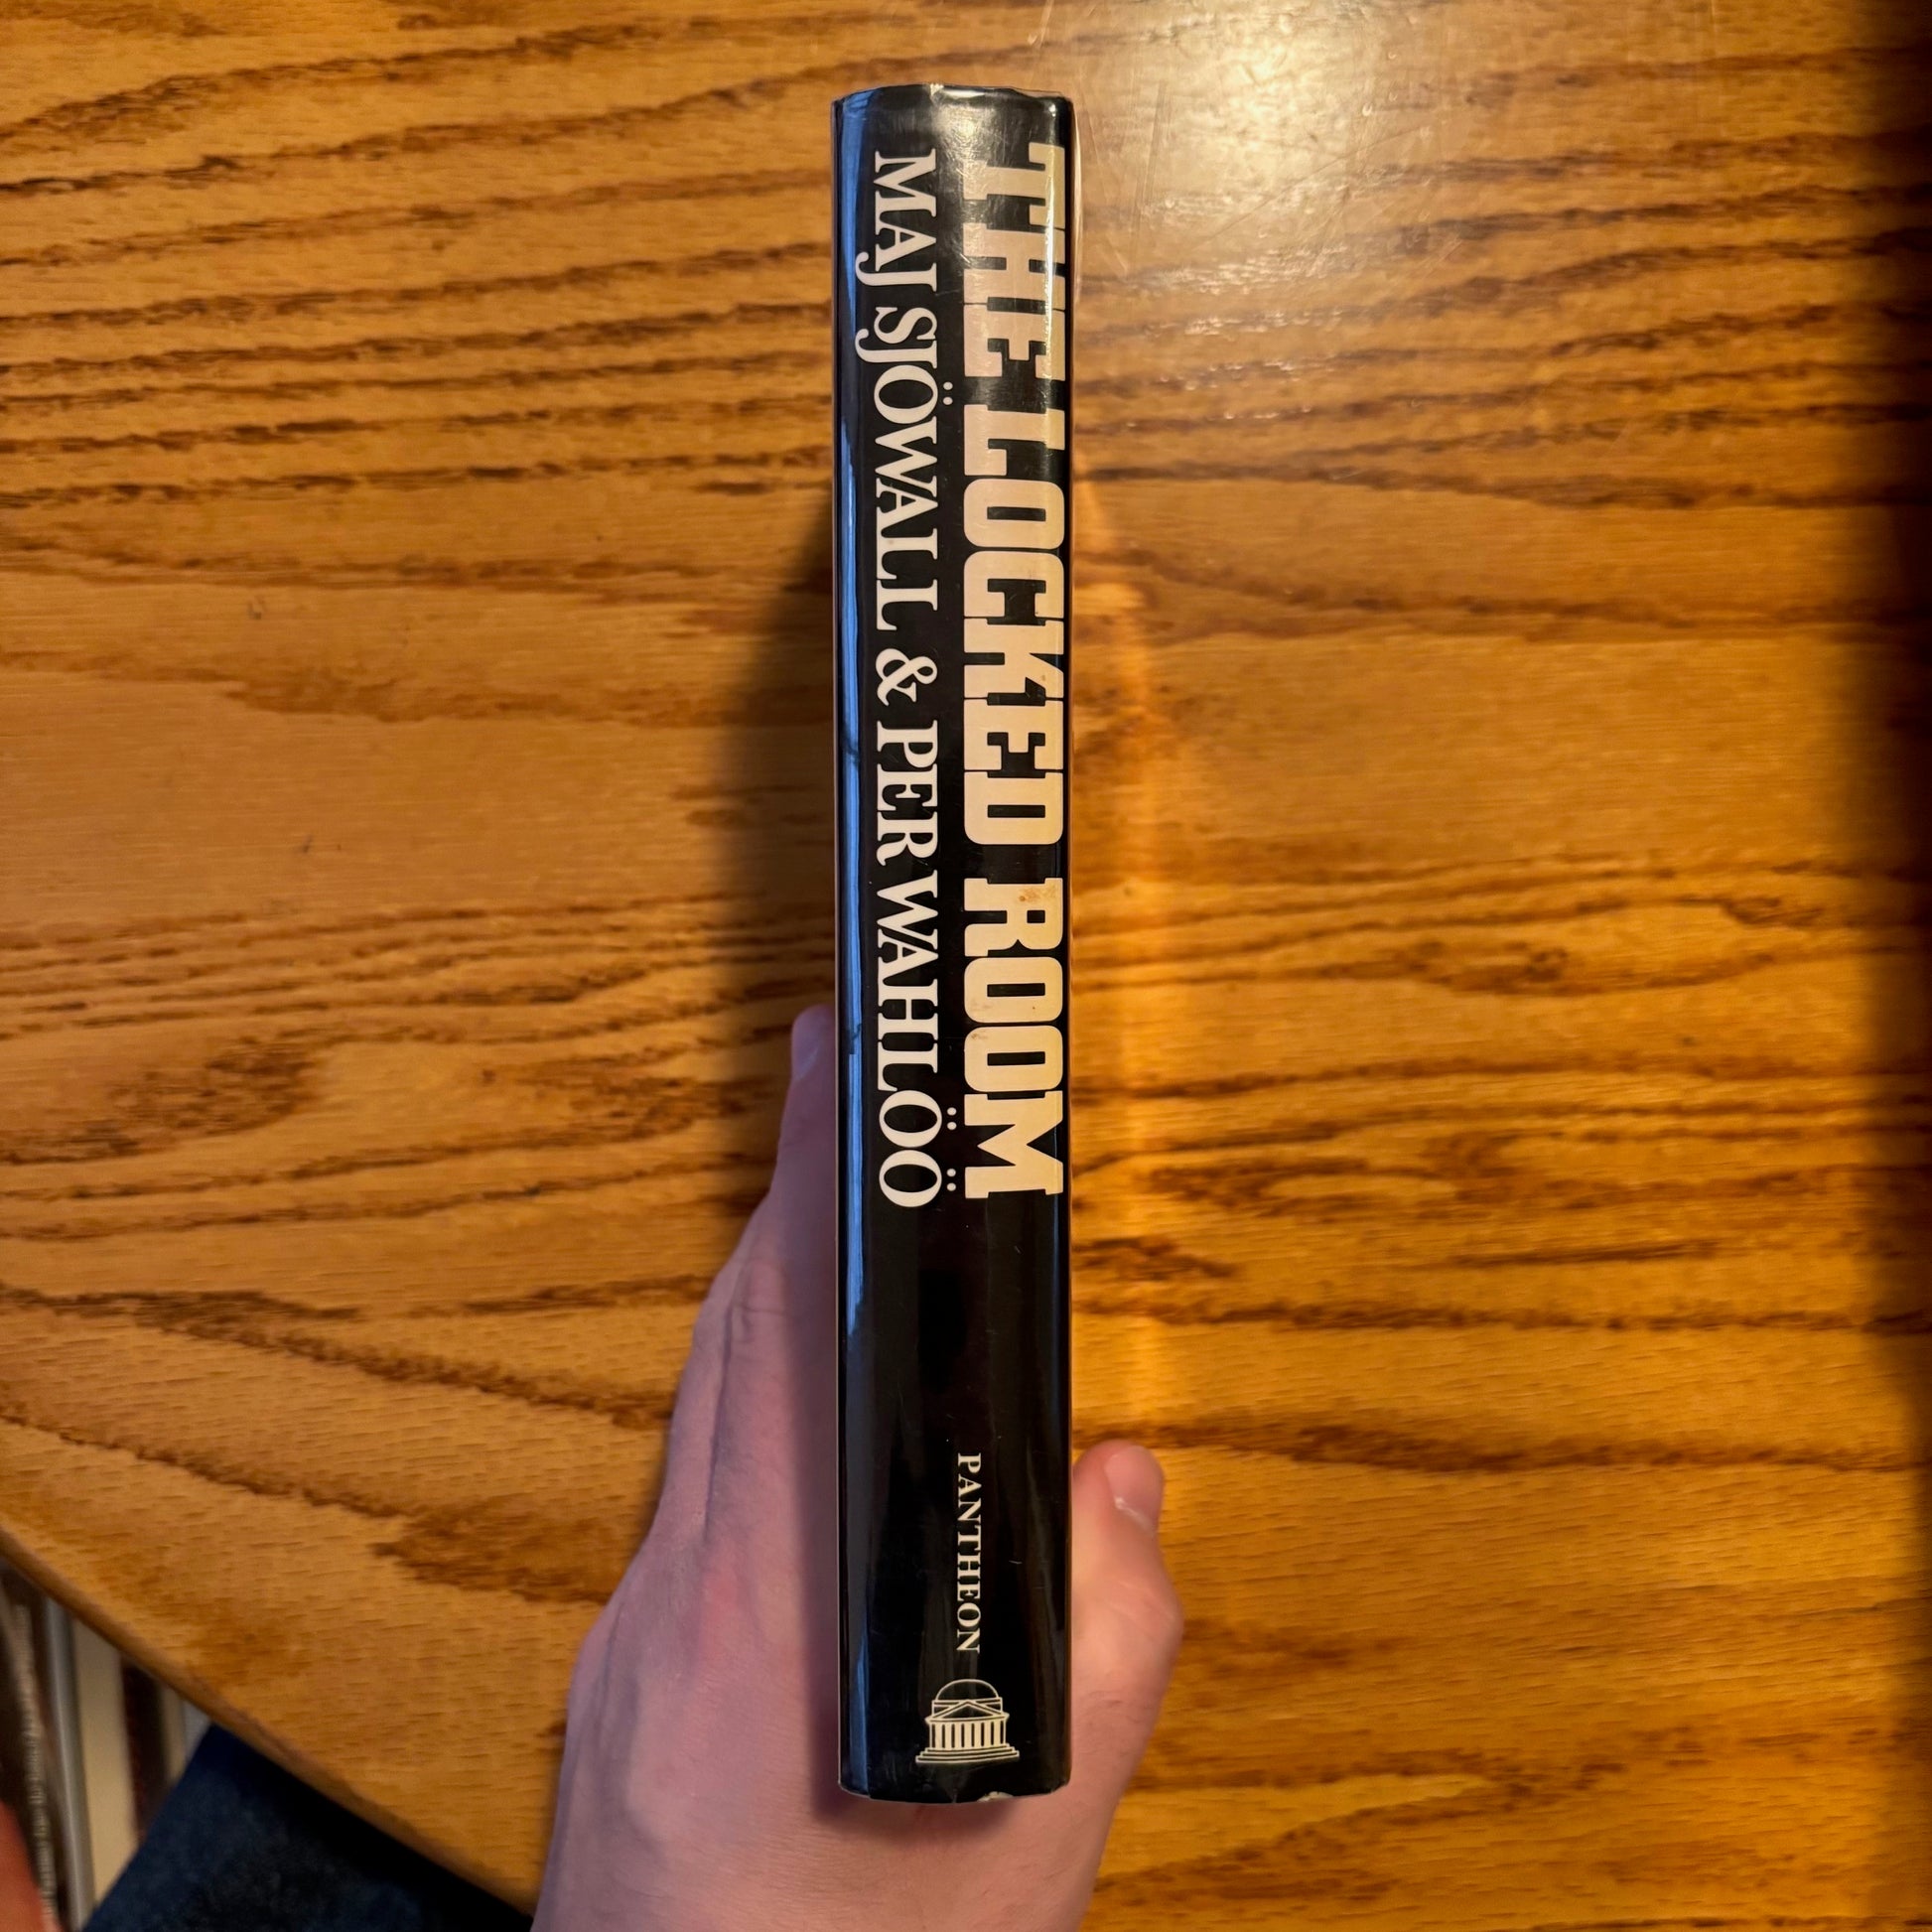 THE LOCKED ROOM
MAJ SJÖWALL & PER WAHLÖÖ
PANTHEON